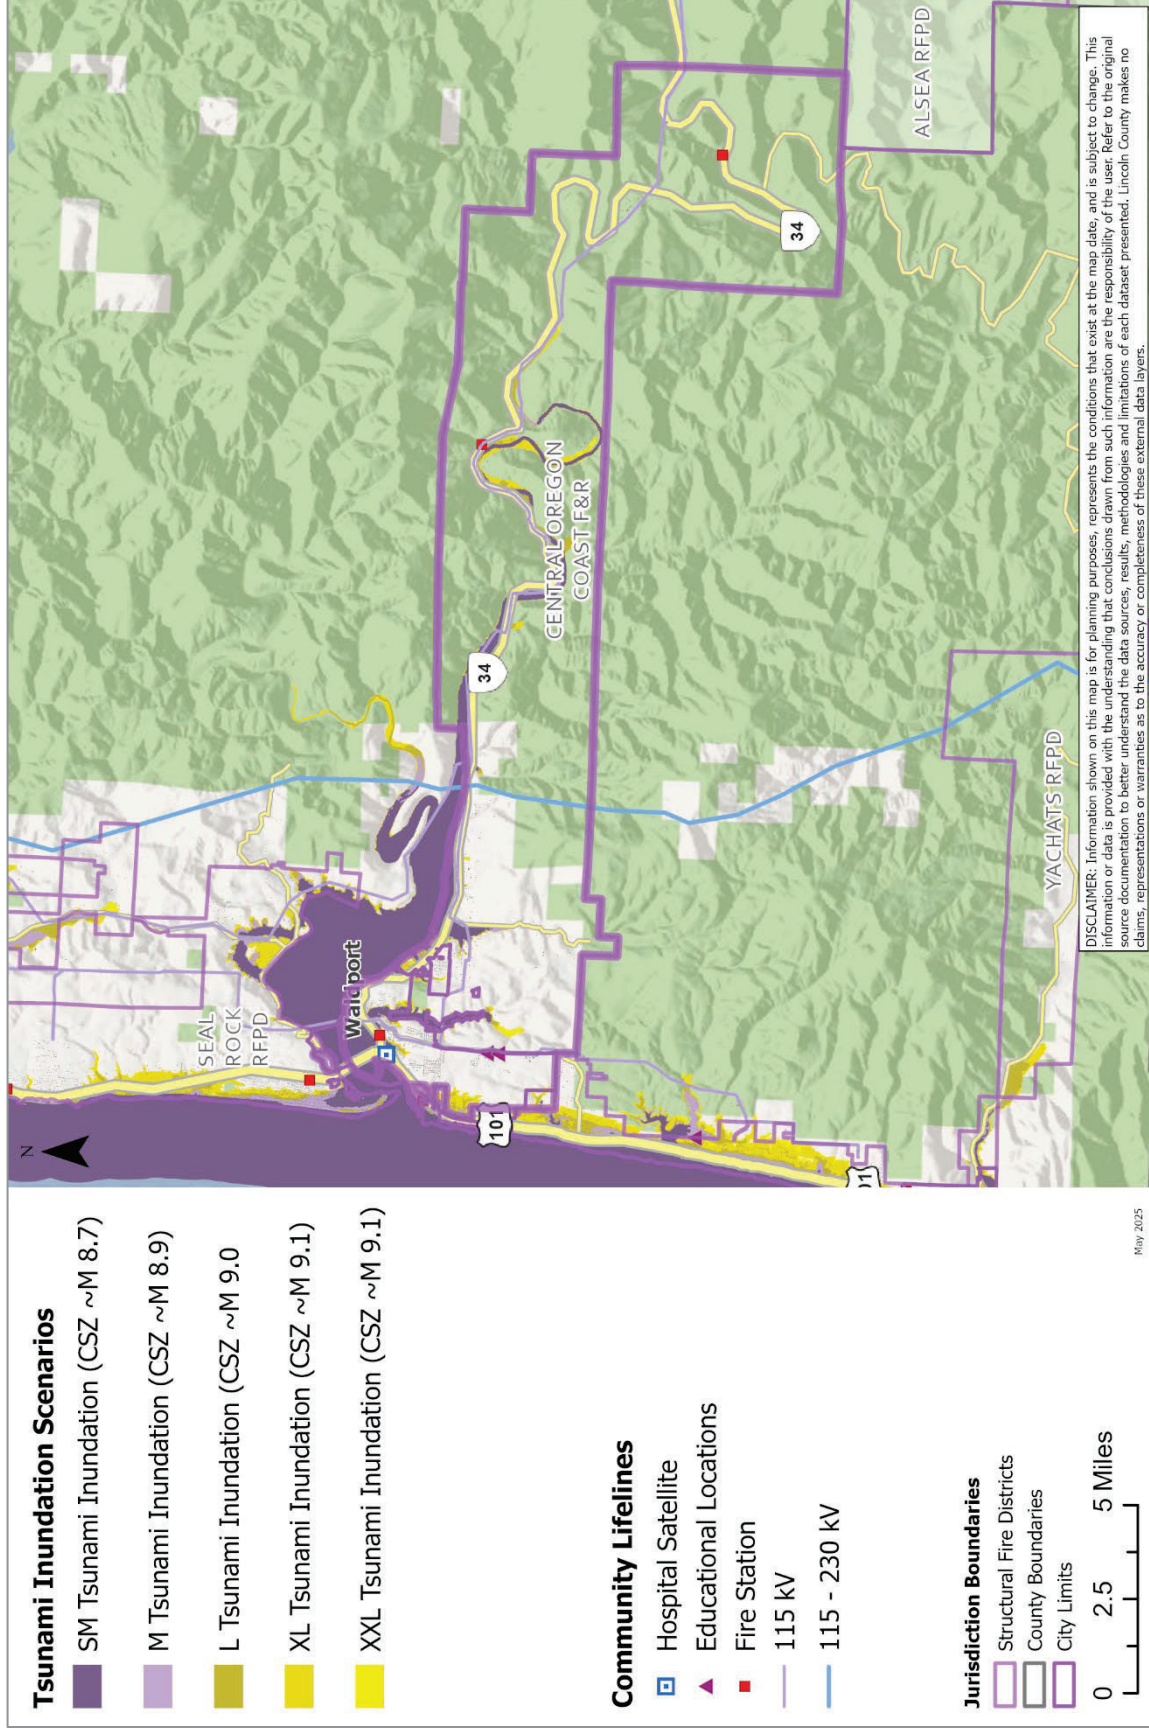 Tsunami Inundation Scenarios
SM Tsunami Inundation (CSZ ~M 8.7)
M Tsunami Inundation (CSZ ~M 8.9)
L Tsunami Inundation (CSZ ~M 9.0
XL Tsunami Inundation (CSZ ~M 9.1)
XXL Tsunami Inundation (CSZ ~M 9.1)
Community Lifelines
Hospital Satellite
Educational Locations
Fire Station
115 kV
115 - 230 kV
Jurisdiction Boundaries
Structural Fire Districts
County Boundaries
City Limits
0 2.5 5 Miles
May 2025
N
SEAL
ROCK
RFPD
Waldport
101
34
CENTRAL OREGON
COAST F&R
34
ALSEA RFPD
YACHATS RFPD
01
DISCLAIMER: Information shown on this map is for planning purposes, represents the conditions that exist at the map date, and is subject to change. This
information or data is provided with the understanding that conclusions drawn from such information are the responsibility of the user. Refer to the original
source documentation to better understand the data sources, results, methodologies and limitations of each dataset presented. Lincoln County makes no
claims, representations or warranties as to the accuracy or completeness of these external data layers.